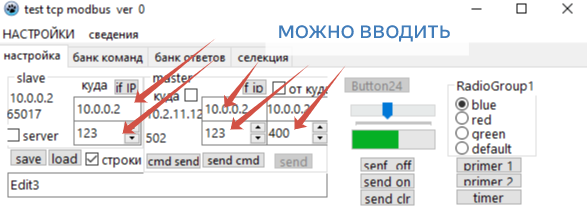 test tcp modbus ver 0
МОЖНО ВВОДИТЬ
НАСТРОЙКИ сведения
настройка банк команд банк ответов селекция
slave куда if IP master куда if ip от куда
10.0.0.2 10.0.0.2 10.2.11.12 10.0.0.2 10.0.0.2
65017 123 502 123 400
server
save load строки cmd send send cmd send
Edit3
Button24
senf off
send on
send clr
RadioGroup1
blue
red
green
default
primer 1
primer 2
timer